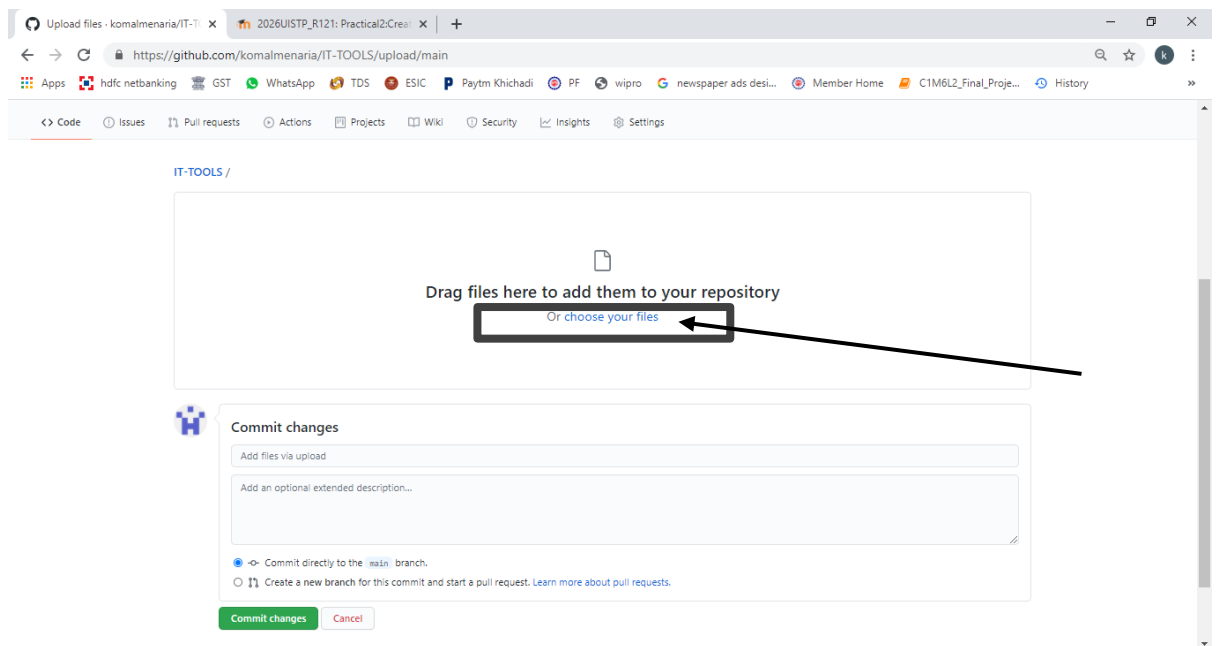 Upload files · komalmenaria/IT-T
2026UISTP_R121: Practical2:Creat
https://github.com/komalmenaria/IT-TOOLS/upload/main
k
Apps hdfc netbanking GST WhatsApp TDS ESIC Paytm Khichadi PF wipro newspaper ads desi... Member Home C1M6L2_Final_Proje... History »
<> Code Issues Pull requests Actions Projects Wiki Security Insights Settings
IT-TOOLS /
Drag files here to add them to your repository
Or choose your files
Commit changes
Add files via upload
Add an optional extended description...
Commit directly to the main branch.
Create a new branch for this commit and start a pull request. Learn more about pull requests.
Commit changes Cancel